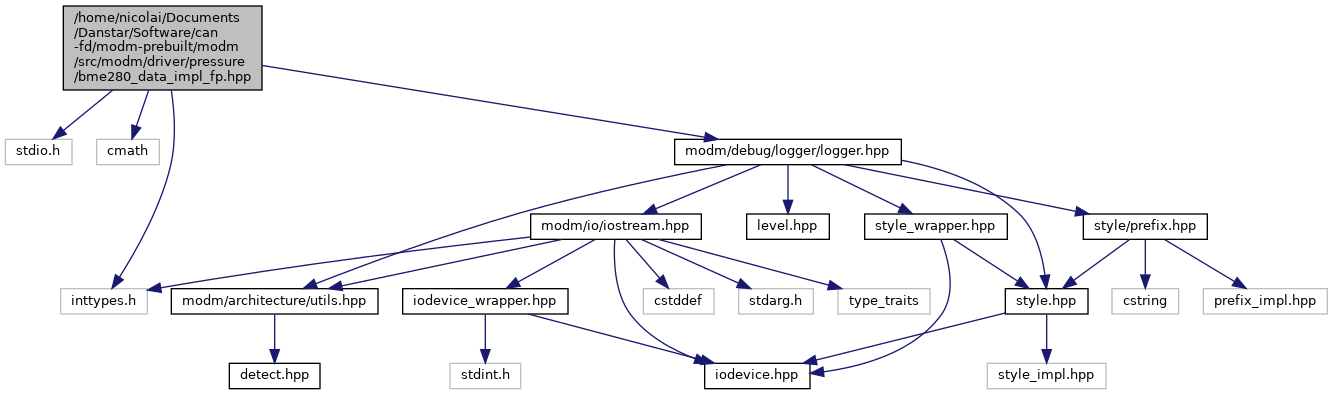 /home/nicolai/Documents
/Danstar/Software/can
-fd/modm-prebuilt/modm
/src/modm/driver/pressure
/bme280_data_impl_fp.hpp
stdio.h
cmath
modm/debug/logger/logger.hpp
modm/io/iostream.hpp
level.hpp
style_wrapper.hpp
style/prefix.hpp
inttypes.h
modm/architecture/utils.hpp
iodevice_wrapper.hpp
cstddef
stdarg.h
type_traits
style.hpp
cstring
prefix_impl.hpp
detect.hpp
stdint.h
iodevice.hpp
style_impl.hpp